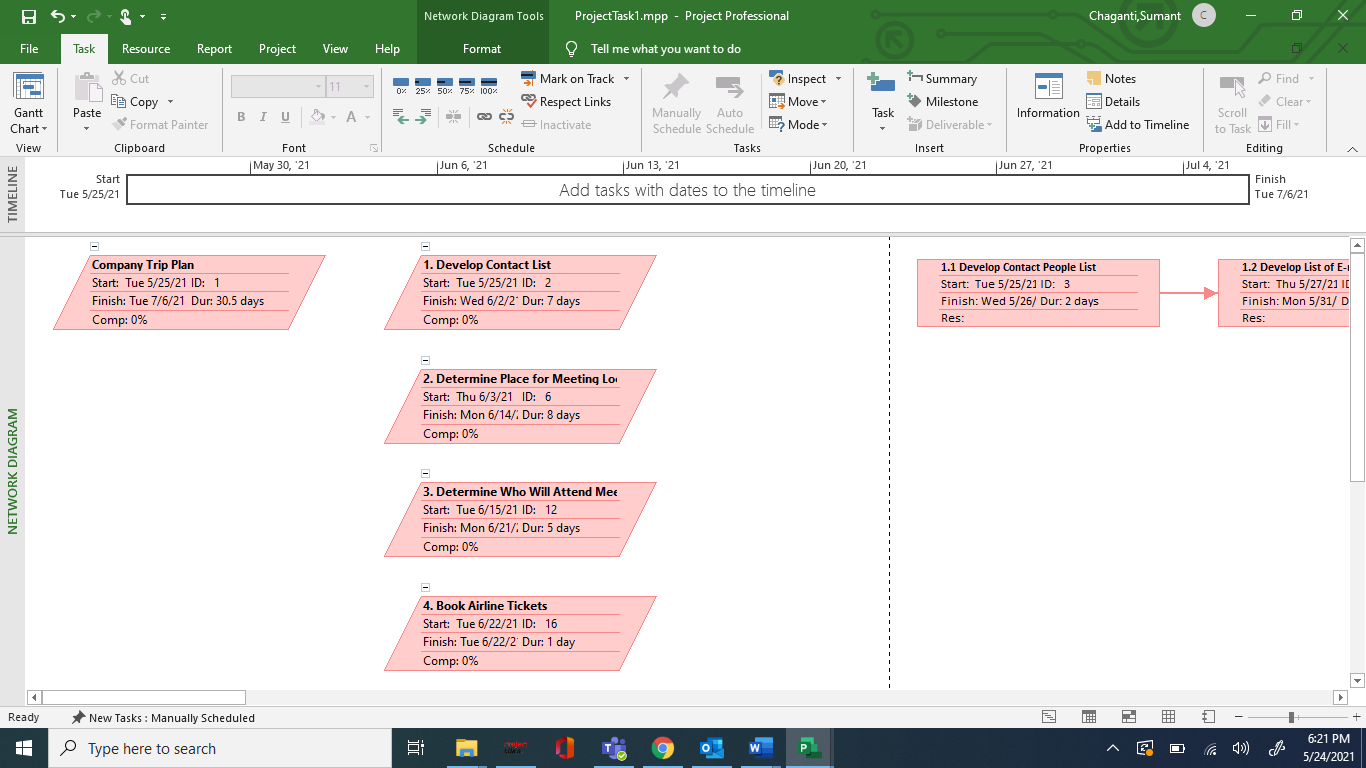 Network Diagram Tools
ProjectTask1.mpp - Project Professional
Chaganti,Sumant
C
File Task Resource Report Project View Help Format Tell me what you want to do
Gantt
Chart
View
Paste
Cut
Copy
Format Painter
Clipboard
11
B I U A
Font
0% 25% 50% 75% 100%
Mark on Track
Respect Links
Inactivate
Schedule
Manually
Schedule
Auto
Schedule
Inspect
Move
Mode
Tasks
Task
Summary
Milestone
Deliverable
Insert
Information
Notes
Details
Add to Timeline
Properties
Scroll
to Task
Find
Clear
Fill
Editing
TIMELINE
May 30, '21 Jun 6, '21 Jun 13, '21 Jun 20, '21 Jun 27, '21 Jul 4, '21
Start
Tue 5/25/21
Add tasks with dates to the timeline
Finish
Tue 7/6/21
NETWORK DIAGRAM
Company Trip Plan
Start: Tue 5/25/21 ID: 1
Finish: Tue 7/6/21 Dur: 30.5 days
Comp: 0%
1. Develop Contact List
Start: Tue 5/25/21 ID: 2
Finish: Wed 6/2/2 Dur: 7 days
Comp: 0%
2. Determine Place for Meeting Loc
Start: Thu 6/3/21 ID: 6
Finish: Mon 6/14/2 Dur: 8 days
Comp: 0%
3. Determine Who Will Attend Mee
Start: Tue 6/15/21 ID: 12
Finish: Mon 6/21/2 Dur: 5 days
Comp: 0%
4. Book Airline Tickets
Start: Tue 6/22/21 ID: 16
Finish: Tue 6/22/2 Dur: 1 day
Comp: 0%
1.1 Develop Contact People List
Start: Tue 5/25/21 ID: 3
Finish: Wed 5/26/ Dur: 2 days
Res:
1.2 Develop List of E-
Start: Thu 5/27/21
Finish: Mon 5/31/ D
Res:
Ready New Tasks : Manually Scheduled
Type here to search
6:21 PM
5/24/2021